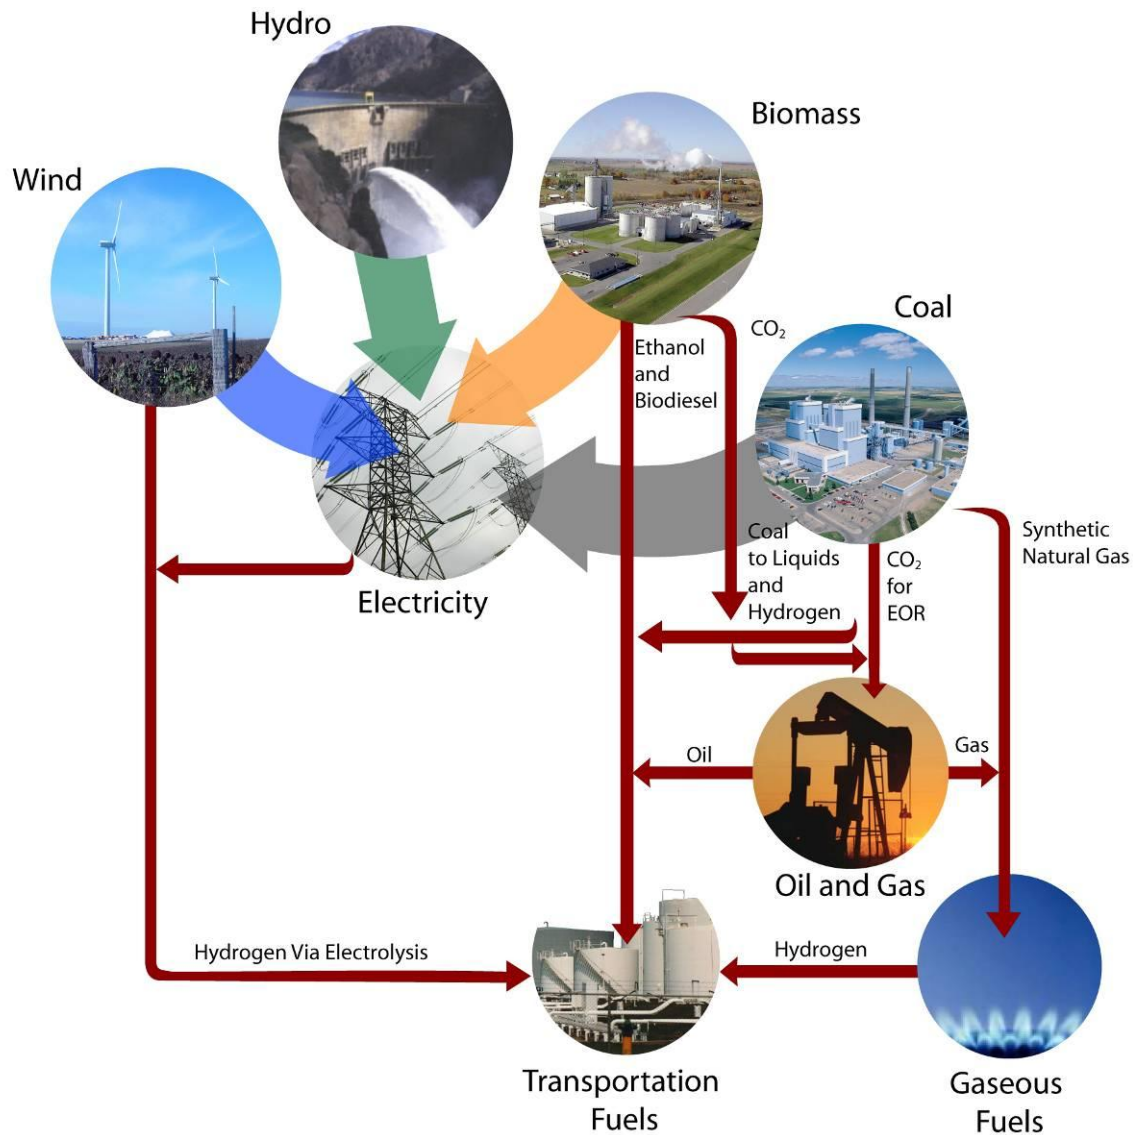 Hydro
Biomass
Wind
Coal
CO₂
Ethanol
and
Biodiesel
Synthetic
Natural Gas
Coal
to Liquids
and
Hydrogen
CO₂
for
EOR
Electricity
Oil
Gas
Oil and Gas
Hydrogen Via Electrolysis
Hydrogen
Transportation
Fuels
Gaseous
Fuels